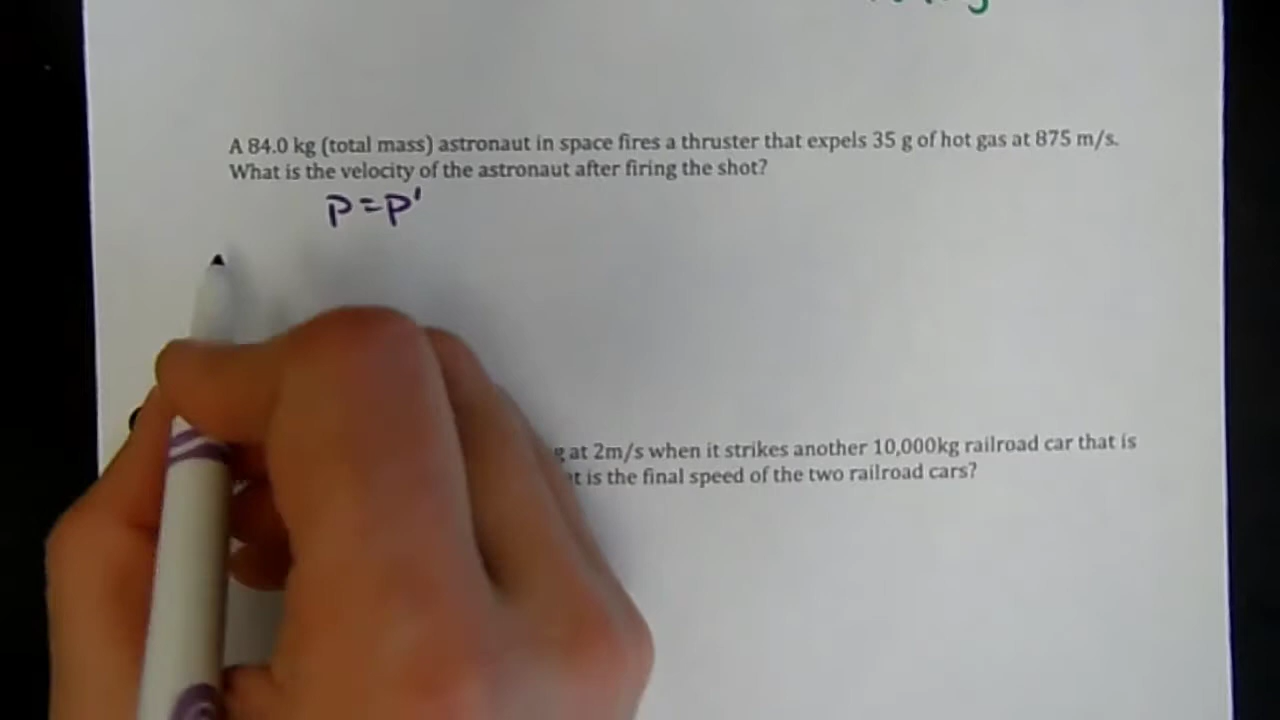 A 84.0 kg (total mass) astronaut in space fires a thruster that expels 35 g of hot gas at 875 m/s.
What is the velocity of the astronaut after firing the shot?
P=P'
at 2m/s when it strikes another 10,000kg railroad car that is
is the final speed of the two railroad cars?